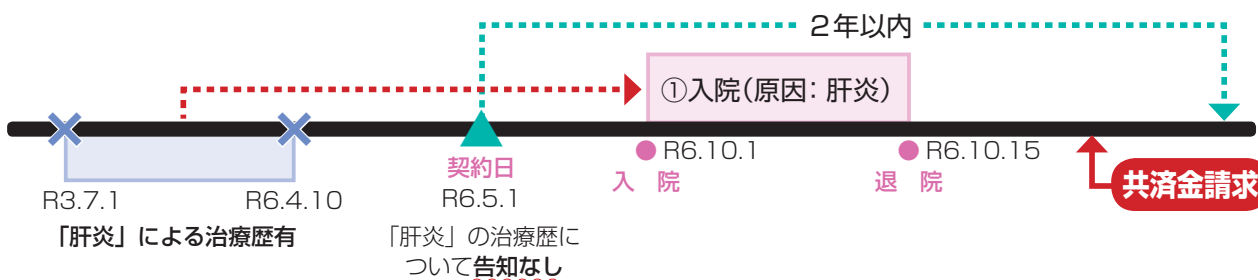 2年以内
①入院(原因:肝炎)
R6.10.1
R6.10.15
契約日
入 院
退 院
共済金請求
R3.7.1
R6.4.10
R6.5.1
「肝炎」による治療歴有
「肝炎」の治療歴に
ついて告知なし